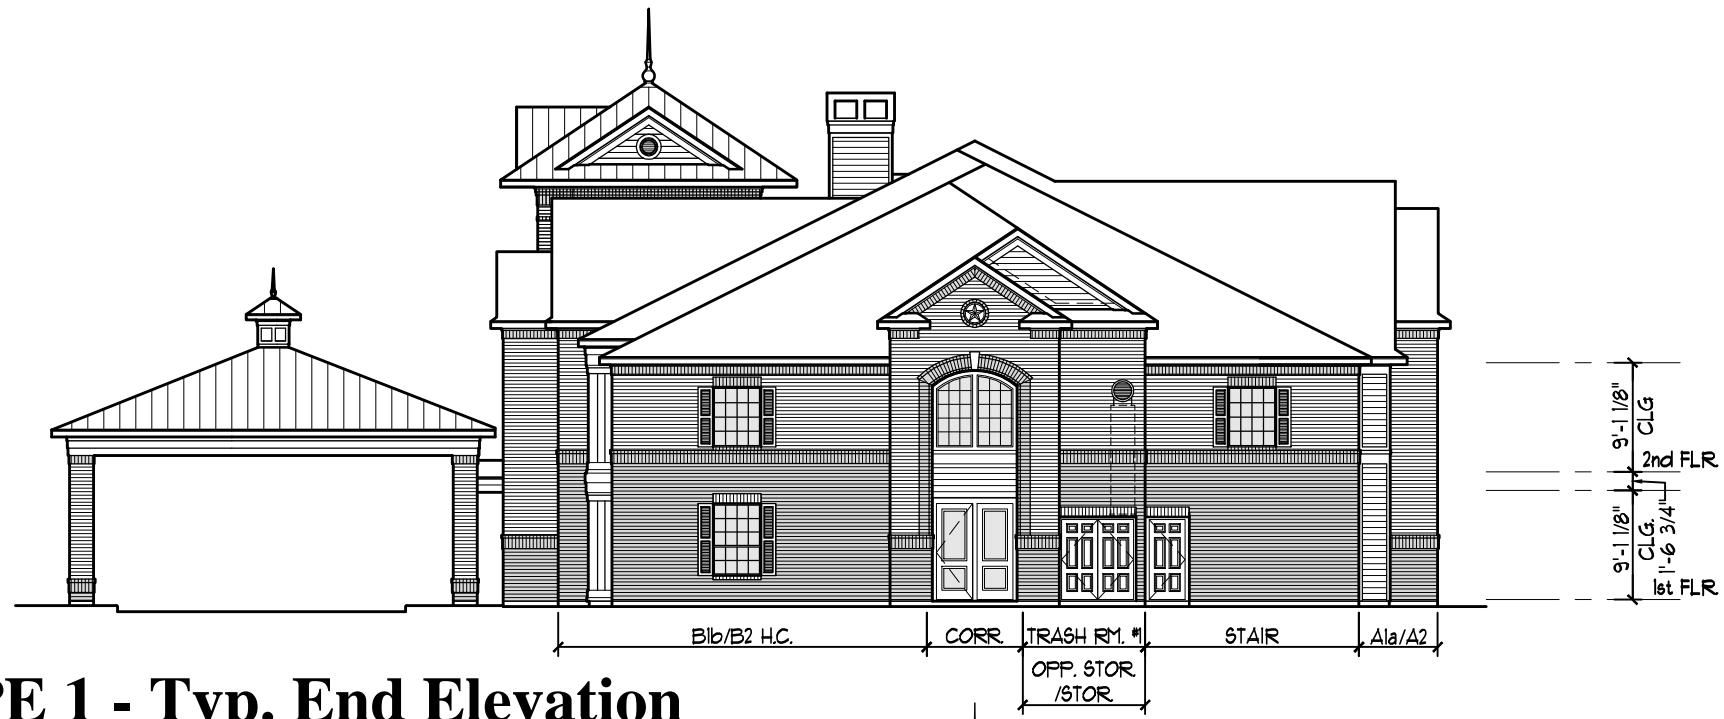 9'-1 1/8"
CLG
2nd FLR
1'-6 3/4"
9'-1 1/8"
CLG.
1st FLR
B1b/B2 H.C.
CORR.
TRASH RM. #1
STAIR
A1a/A2
OPP. STOR.
/STOR.
PE 1 - Typ. End Elevation